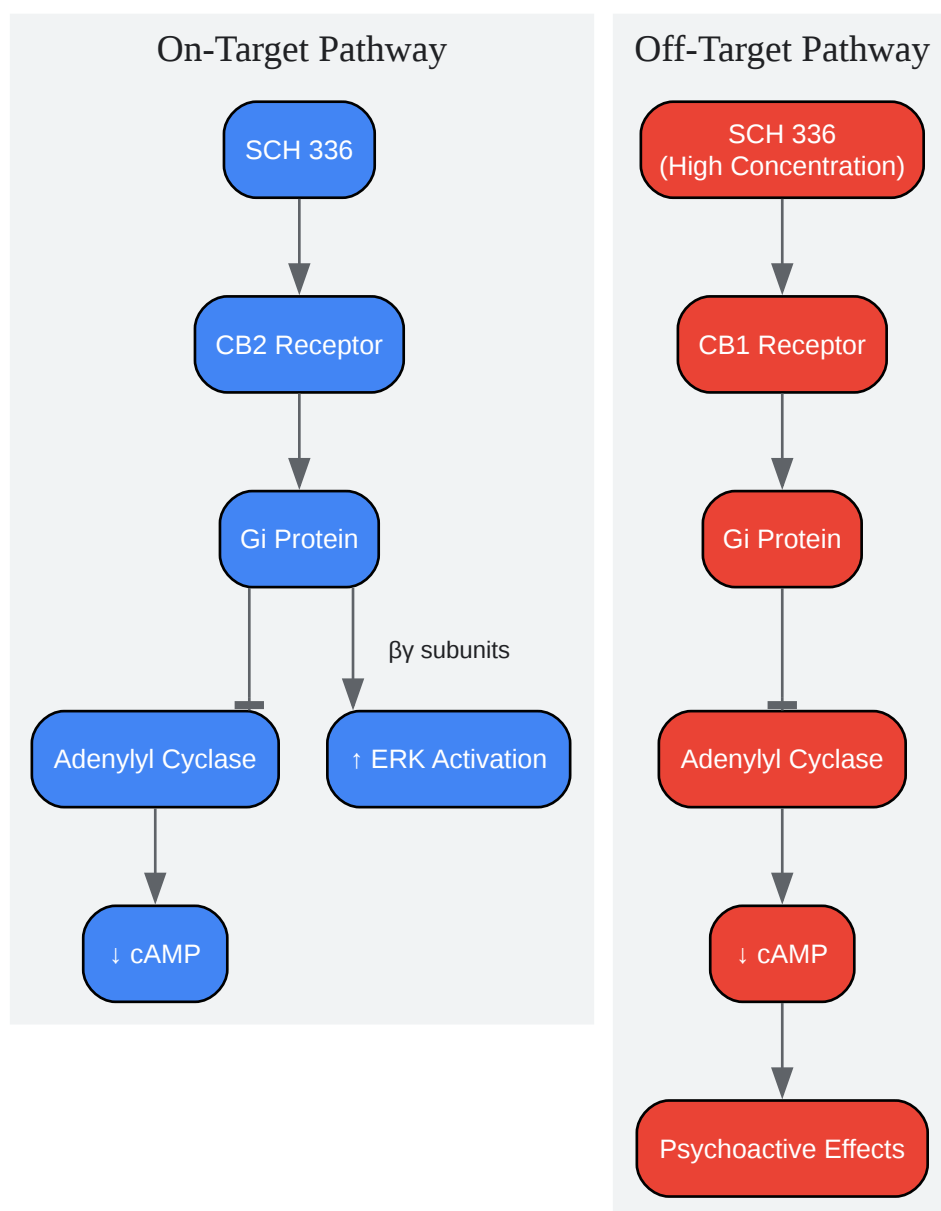 On-Target Pathway
SCH 336
CB2 Receptor
Gi Protein
βγ subunits
Adenylyl Cyclase
↑ ERK Activation
↓ cAMP
Off-Target Pathway
SCH 336
(High Concentration)
CB1 Receptor
Gi Protein
Adenylyl Cyclase
↓ cAMP
Psychoactive Effects